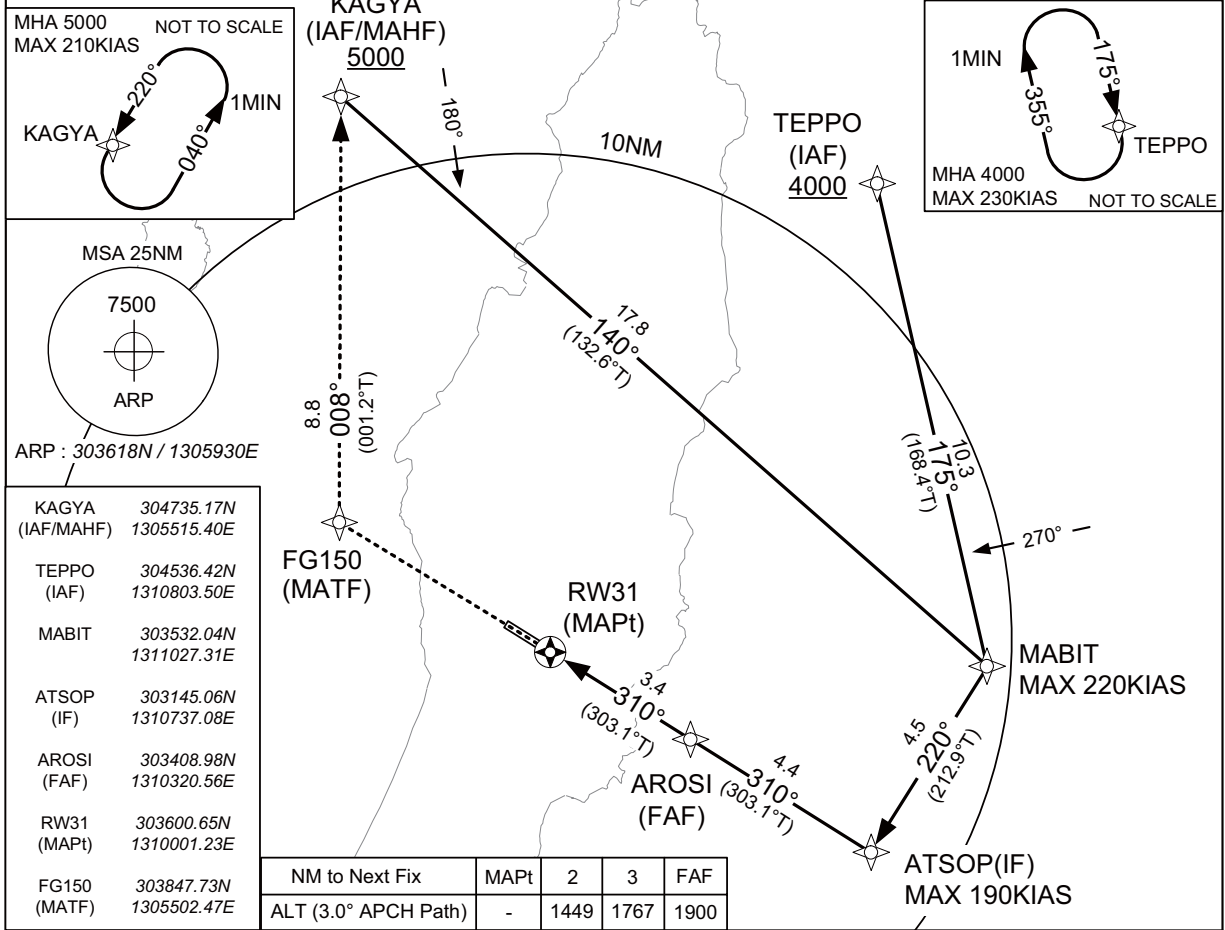 MHA 5000
MAX 210KIAS
NOT TO SCALE
220°
1MIN
KAGYA
040°
KAGYA
(IAF/MAHF)
5000
180°
10NM
TEPPO
(IAF)
4000
1MIN
175°
355°
TEPPO
MHA 4000
MAX 230KIAS
NOT TO SCALE
MSA 25NM
7500
ARP
ARP : 303618N / 1305930E
17.8
140°
(132.6°T)
8.8
008°
(001.2°T)
10.3
175°
(168.4°T)
270°
FG150
(MATF)
RW31
(MAPt)
MABIT
MAX 220KIAS
3.4
310°
(303.1°T)
4.5
220°
(212.9°T)
AROSI
(FAF)
4.4
310°
(303.1°T)
ATSOP(IF)
MAX 190KIAS
KAGYA 304735.17N
(IAF/MAHF) 1305515.40E
TEPPO 304536.42N
(IAF) 1310803.50E
MABIT 303532.04N
1311027.31E
ATSOP 303145.06N
(IF) 1310737.08E
AROSI 303408.98N
(FAF) 1310320.56E
RW31 303600.65N
(MAPt) 1310001.23E
FG150 303847.73N
(MATF) 1305502.47E
NM to Next Fix MAPt 2 3 FAF
ALT (3.0° APCH Path) - 1449 1767 1900